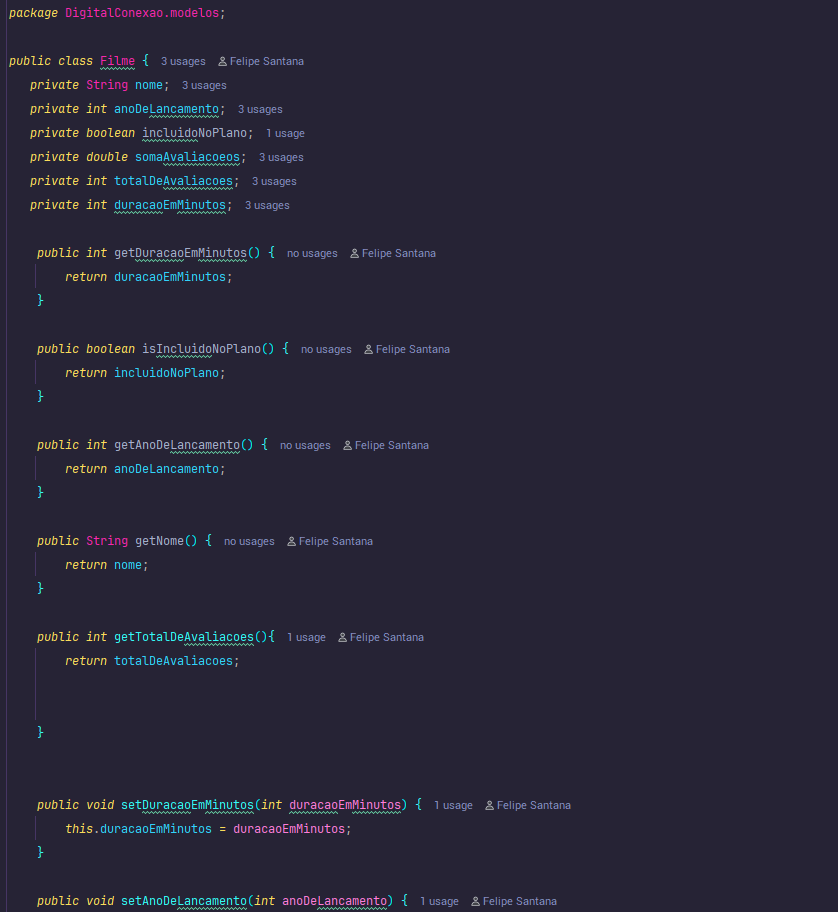 package DigitalConexao.modelos;
public class Filme { 3 usages Felipe Santana
private String nome; 3 usages
private int anoDeLancamento; 3 usages
private boolean incluidoNoPlano; 1 usage
private double somaAvaliacoeos; 3 usages
private int totalDeAvaliacoes; 3 usages
private int duracaoEmMinutos; 3 usages
public int getDuracaoEmMinutos() { no usages Felipe Santana
return duracaoEmMinutos;
}
public boolean isIncluidoNoPlano() { no usages Felipe Santana
return incluidoNoPlano;
}
public int getAnoDeLancamento() { no usages Felipe Santana
return anoDeLancamento;
}
public String getNome() { no usages Felipe Santana
return nome;
}
public int getTotalDeAvaliacoes(){ 1 usage Felipe Santana
return totalDeAvaliacoes;
}
public void setDuracaoEmMinutos(int duracaoEmMinutos) { 1 usage Felipe Santana
this.duracaoEmMinutos = duracaoEmMinutos;
}
public void setAnoDeLancamento(int anoDeLancamento) { 1 usage Felipe Santana